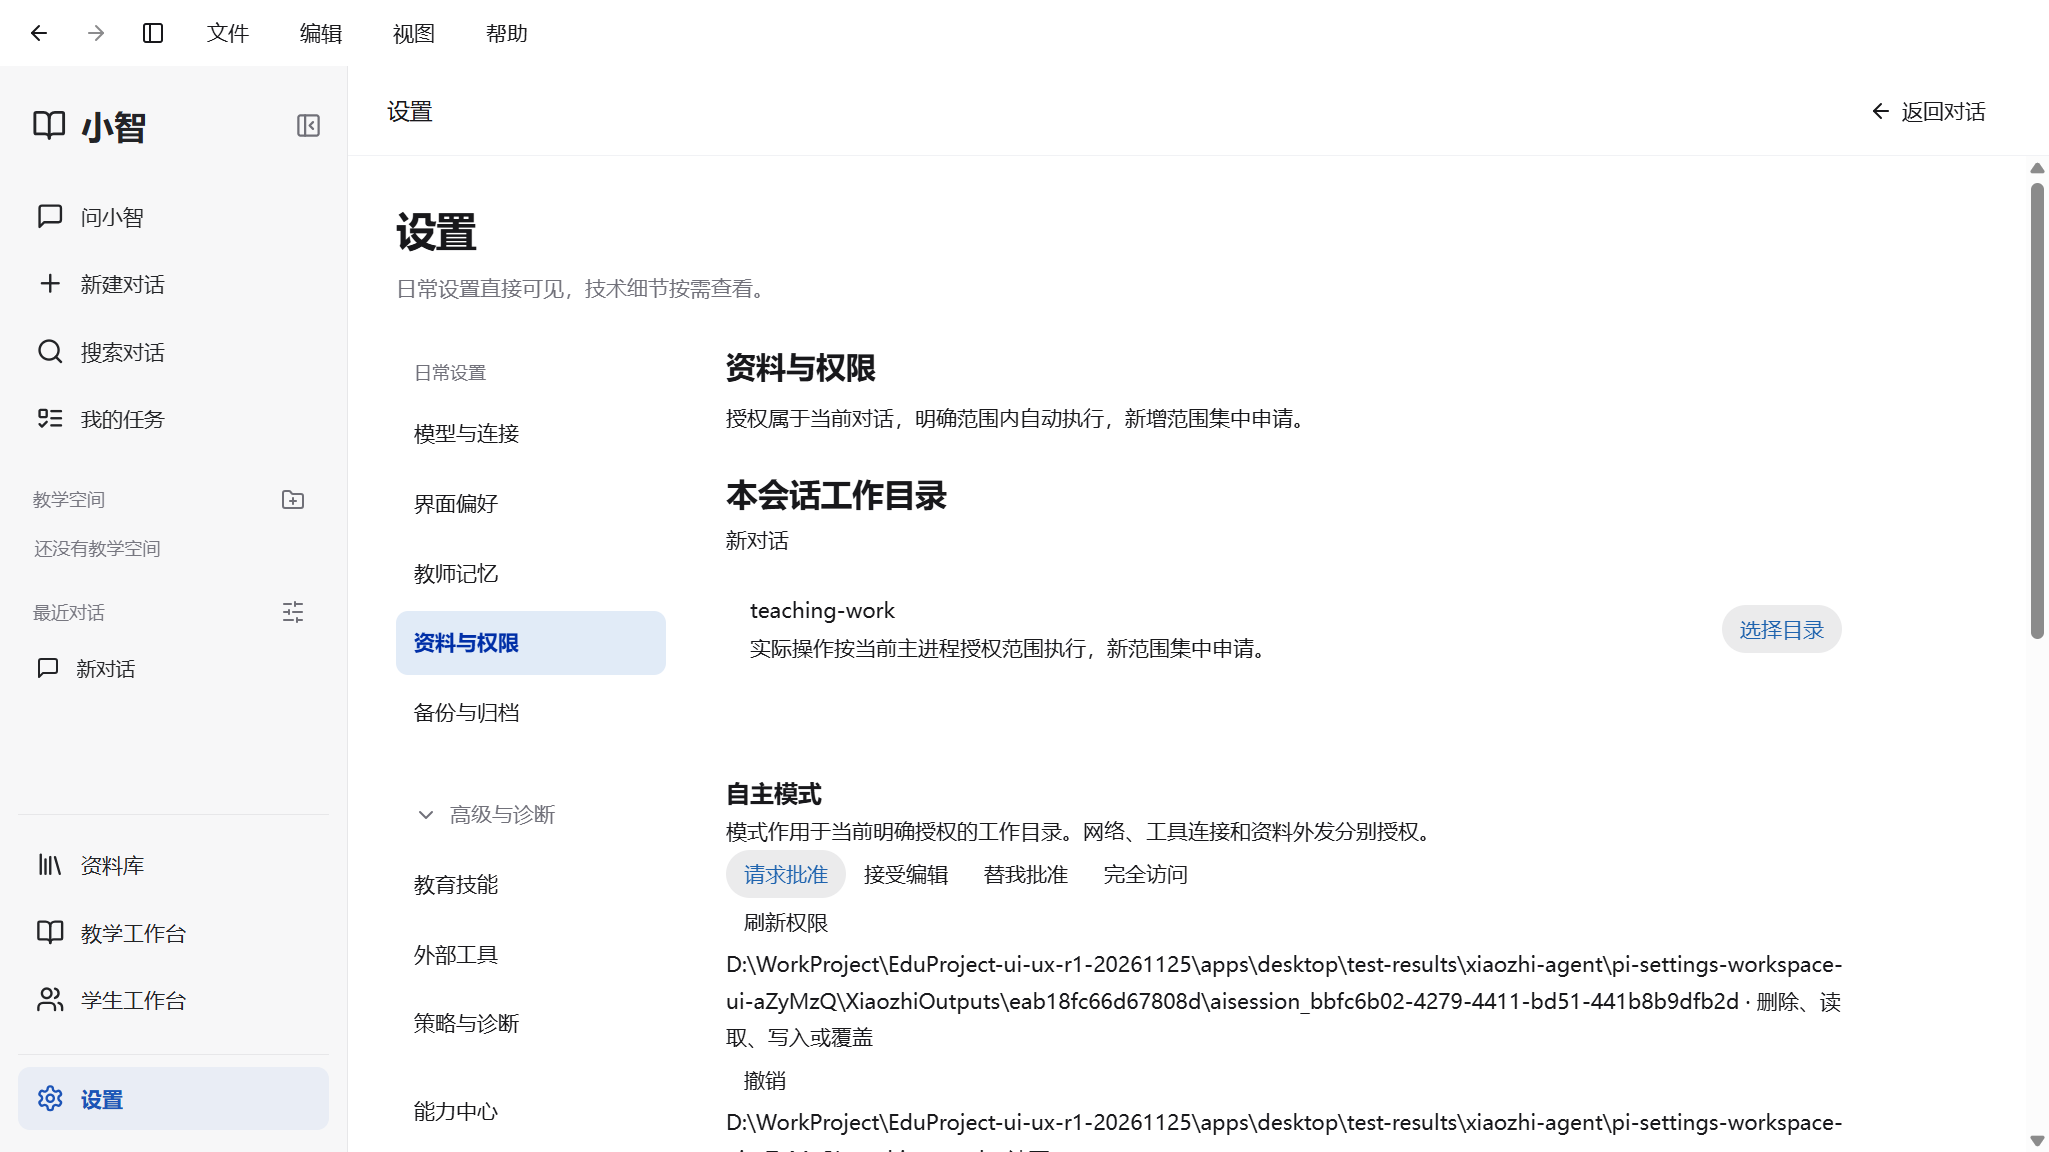 文件 编辑 视图 帮助
小智
问小智
新建对话
搜索对话
我的任务
教学空间
还没有教学空间
最近对话
新对话
资料库
教学工作台
学生工作台
设置
设置
返回对话
设置
日常设置直接可见，技术细节按需查看。
日常设置
模型与连接
界面偏好
教师记忆
资料与权限
备份与归档
高级与诊断
教育技能
外部工具
策略与诊断
能力中心
资料与权限
授权属于当前对话，明确范围内自动执行，新增范围集中申请。
本会话工作目录
新对话
teaching-work
实际操作按当前主进程授权范围执行，新范围集中申请。
选择目录
自主模式
模式作用于当前明确授权的工作目录。网络、工具连接和资料外发分别授权。
请求批准 接受编辑 替我批准 完全访问
刷新权限
D:\WorkProject\EduProject-ui-ux-r1-20261125\apps\desktop\test-results\xiaozhi-agent\pi-settings-workspace-
ui-aZyMzQ\XiaozhiOutputs\eab18fc66d67808d\aisession_bbfc6b02-4279-4411-bd51-441b8b9dfb2d · 删除、读
取、写入或覆盖
撤销
D:\WorkProject\EduProject-ui-ux-r1-20261125\apps\desktop\test-results\xiaozhi-agent\pi-settings-workspace-